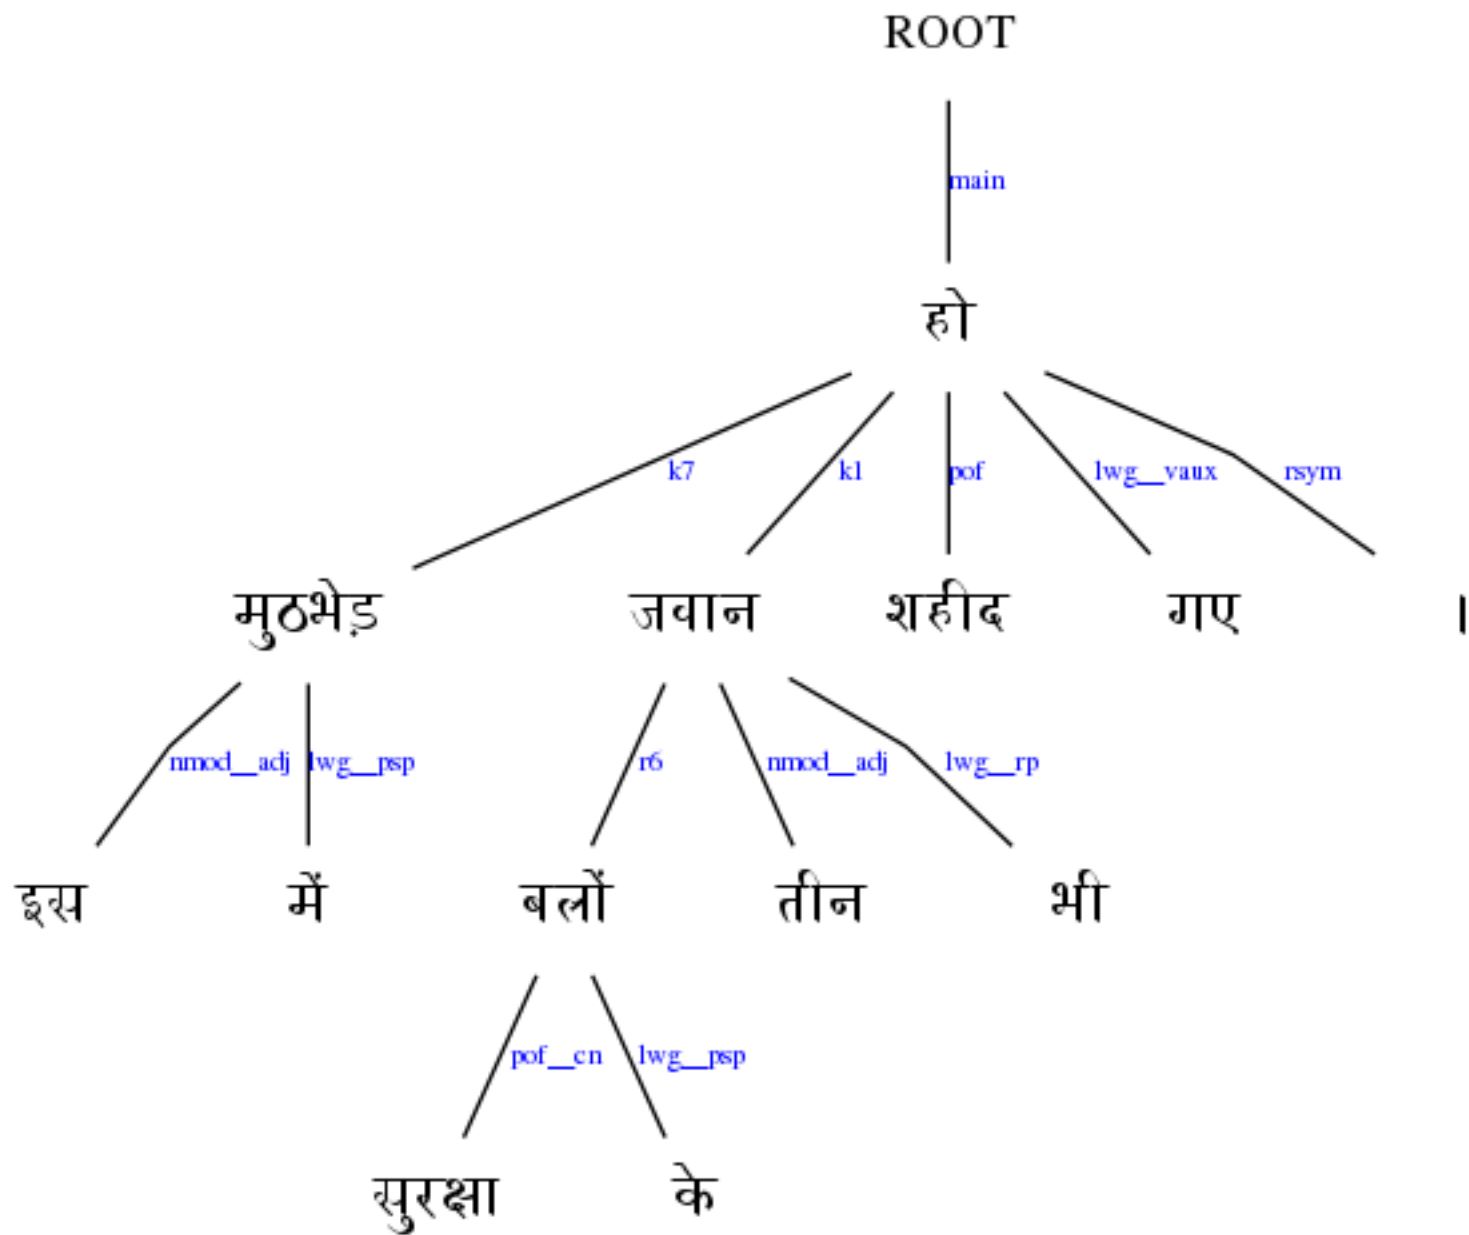 ROOT
main
हो
k7 k1 pof lwg__vaux rsym
मुठभेड़ जवान शहीद गए ।
nmod__adj lwg__psp r6 nmod__adj lwg__rp
इस में बलों तीन भी
pof__cn lwg__psp
सुरक्षा के